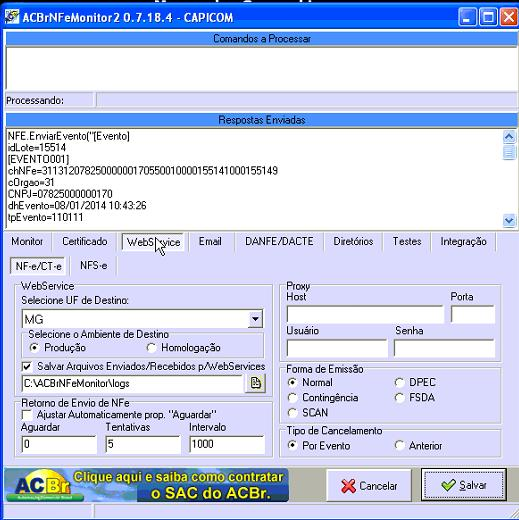 ACBrNFeMonitor2 0.7.18.4 - CAPICOM
Comandos a Processar
Processando:
Respostas Enviadas
NFE.EnviarEvento("[Evento]
idLote=15514
[EVENTO001]
chNFe=31131207825000000170550010000155141000155149
cOrgao=31
CNPJ=07825000000170
dhEvento=08/01/2014 10:43:26
tpEvento=110111
Monitor Certificado WebService Email DANFE/DACTE Diretórios Testes Integração
NF-e/CT-e NFS-e
WebService
Selecione UF de Destino:
MG
Selecione o Ambiente de Destino
Produção Homologação
Salvar Arquivos Enviados/Recebidos p/WebServices
C:\ACBrNFeMonitor\logs
Retorno de Envio de NFe
Ajustar Automaticamente prop. "Aguardar"
Aguardar Tentativas Intervalo
0 5 1000
Proxy
Host Porta
Usuário Senha
Forma de Emissão
Normal DPEC
Contingência FSDA
SCAN
Tipo de Cancelamento
Por Evento Anterior
ACBr
Clique aqui e saiba como contratar
o SAC do ACBr.
Cancelar Salvar